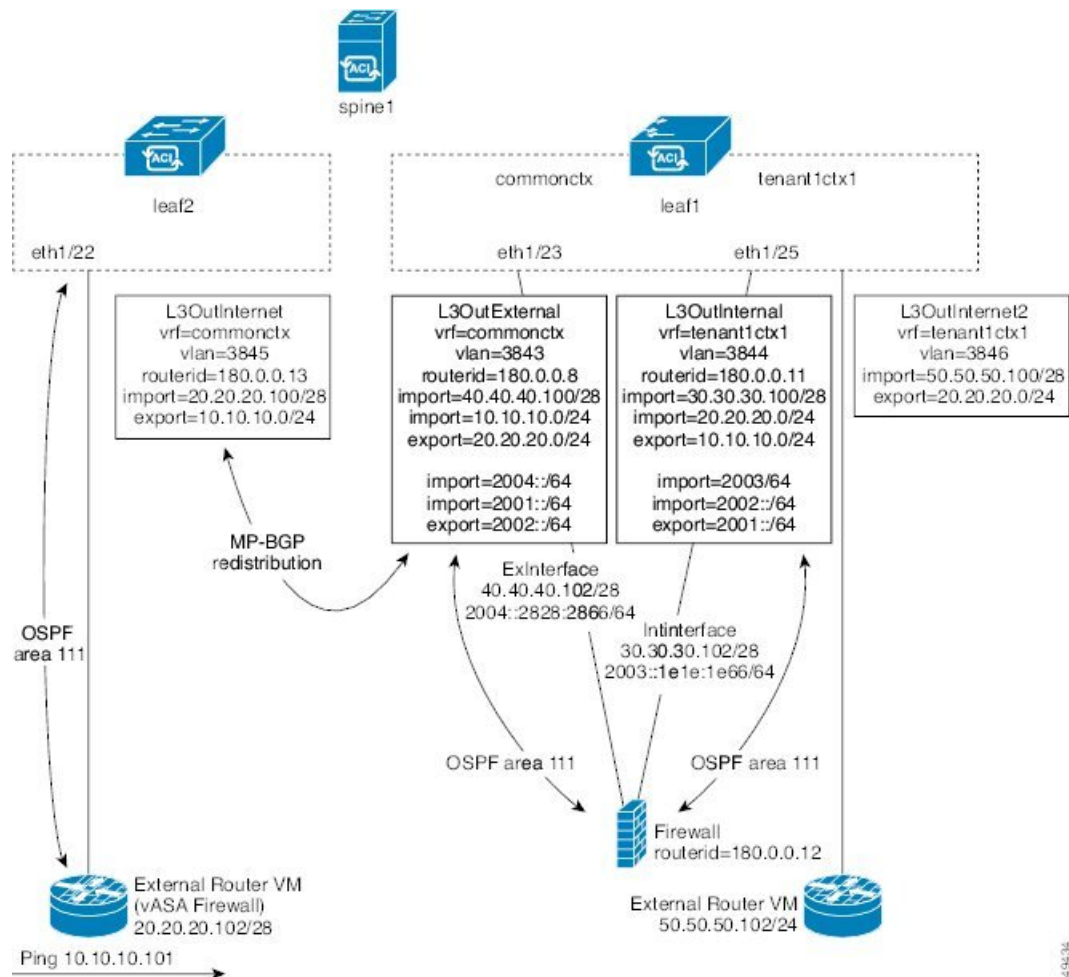 ACI
spine1
ACI
leaf2
eth1/22
commonctx
ACI
tenant1ctx1
leaf1
eth1/23
eth1/25
L3OutInternet
vrf=commonctx
vlan=3845
routerid=180.0.0.13
import=20.20.20.100/28
export=10.10.10.0/24
L3OutExternal
vrf=commonctx
vlan=3843
routerid=180.0.0.8
import=40.40.40.100/28
import=10.10.10.0/24
export=20.20.20.0/24
import=2004::/64
import=2001::/64
export=2002::/64
L3OutInternal
vrf=tenant1ctx1
vlan=3844
routerid=180.0.0.11
import=30.30.30.100/28
import=20.20.20.0/24
export=10.10.10.0/24
import=2003/64
import=2002::/64
export=2001::/64
L3OutInternet2
vrf=tenant1ctx1
vlan=3846
import=50.50.50.100/28
export=20.20.20.0/24
MP-BGP
redistribution
ExInterface
40.40.40.102/28
2004::2828:2866/64
Intinterface
30.30.30.102/28
2003::1e1e:1e66/64
OSPF
area 111
OSPF area 111
OSPF area 111
Firewall
routerid=180.0.0.12
External Router VM
(vASA Firewall)
20.20.20.102/28
External Router VM
50.50.50.102/24
Ping 10.10.10.101